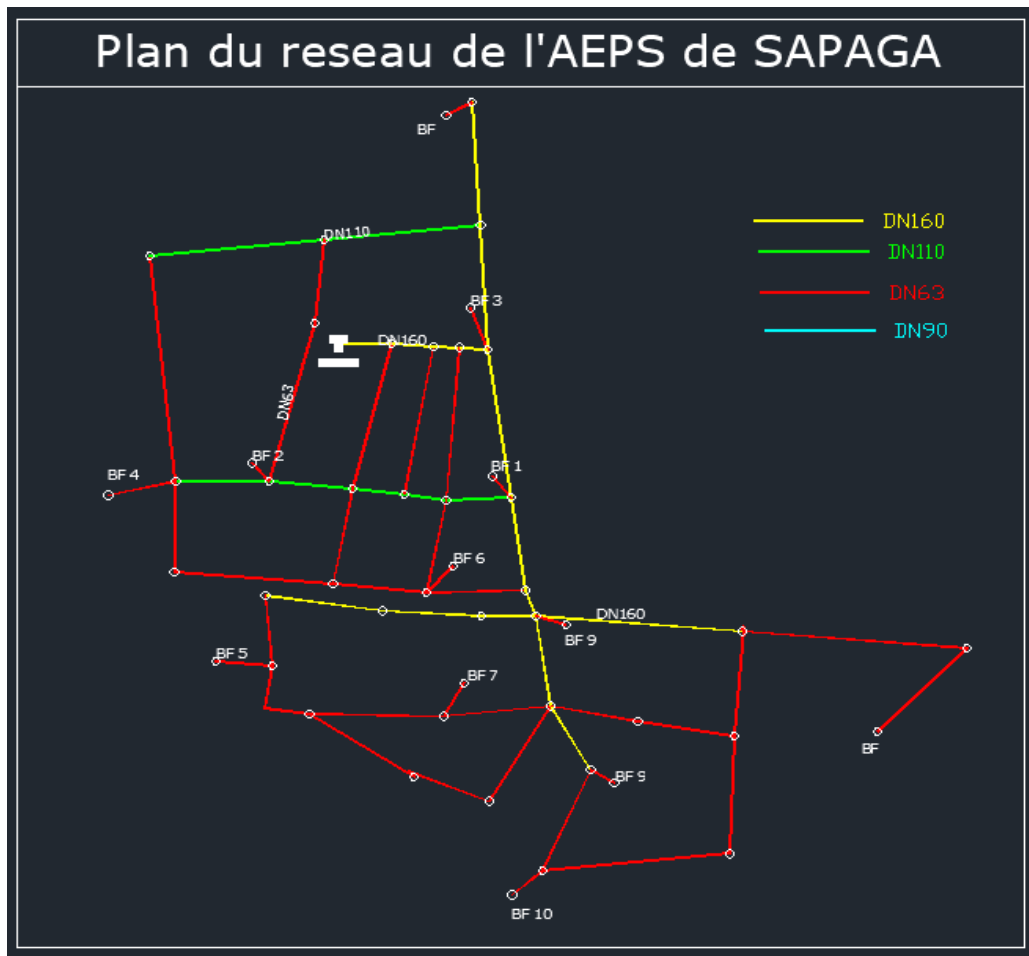 Plan du reseau de l'AEPS de SAPAGA
BF
DN160
DN110
DN110
DN63
BF 3
DN90
DN160
DN63
BF 2
BF 1
BF 4
BF 6
DN160
BF 9
BF 5
BF 7
BF
BF 9
BF 10